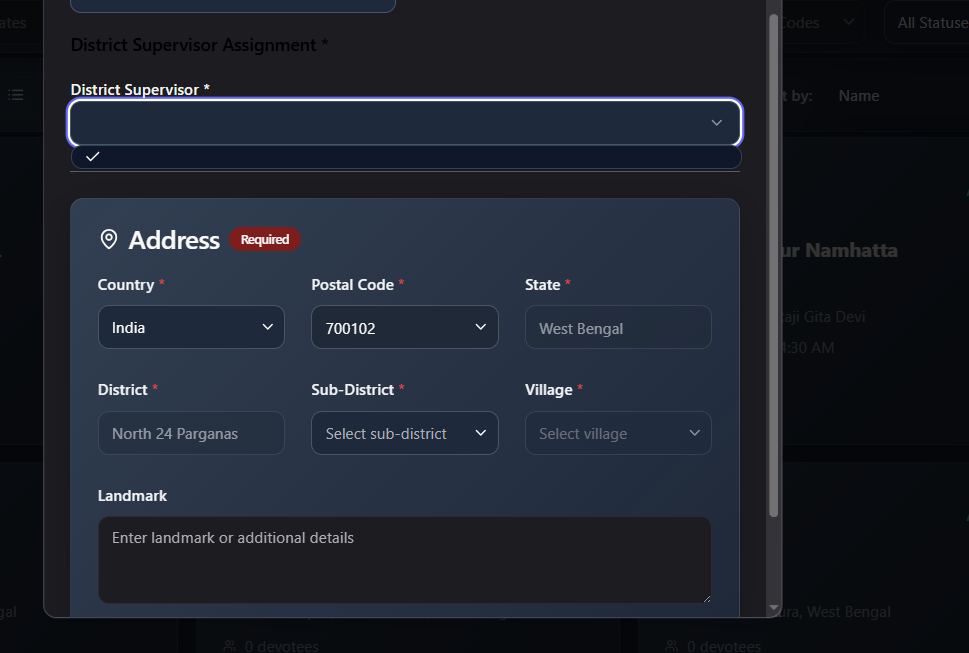 ates
Codes
All Statuse
District Supervisor Assignment *
District Supervisor *
t by:
Name
Address
Required
Country *
Postal Code *
State *
India
700102
West Bengal
ur Namhatta
aji Gita Devi
4:30 AM
District *
Sub-District *
Village *
North 24 Parganas
Select sub-district
Select village
Landmark
Enter landmark or additional details
gal
ura, West Bengal
0 devotees
0 devotees